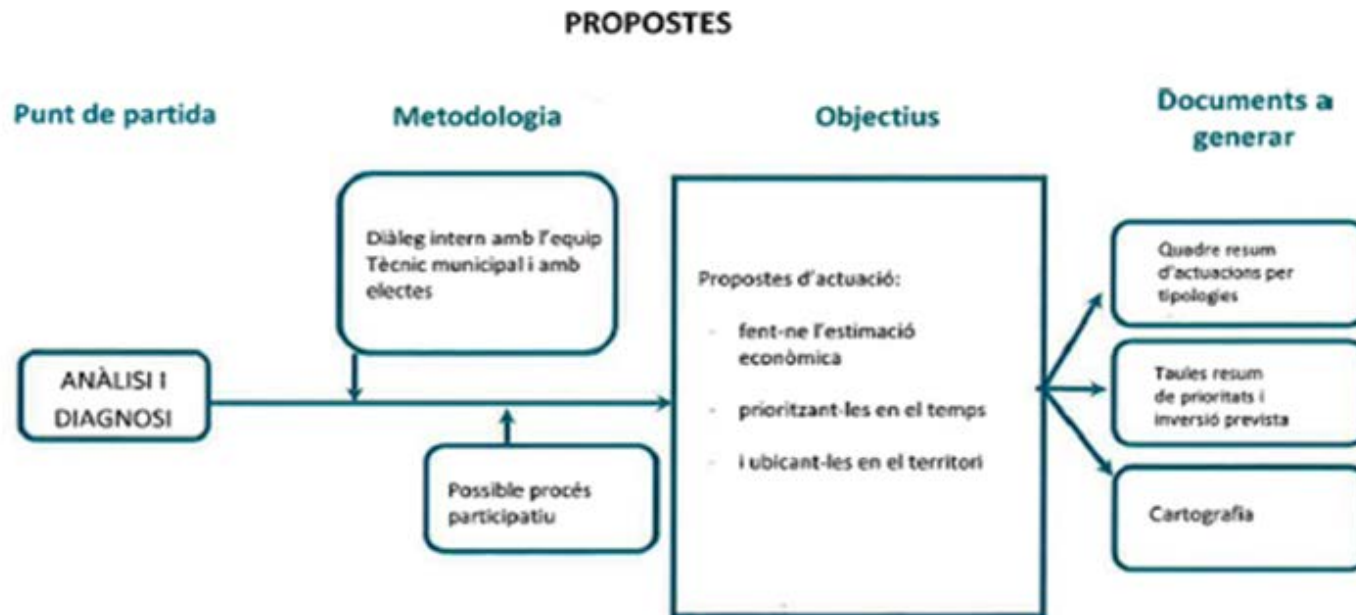 PROPOSTES
Punt de partida
Metodologia
Objectius
Documents a
generar
ANÀLISI I
DIAGNOSI
Diàleg intern amb l'equip
Tècnic municipal i amb
electes
Possible procés
participatiu
Propostes d'actuació:
- fent-ne l'estimació
econòmica
- prioritzant-les en el temps
- i ubicant-les en el territori
Quadre resum
d'actuacions per
tipologies
Taules resum
de prioritats i
inversió prevista
Cartografia